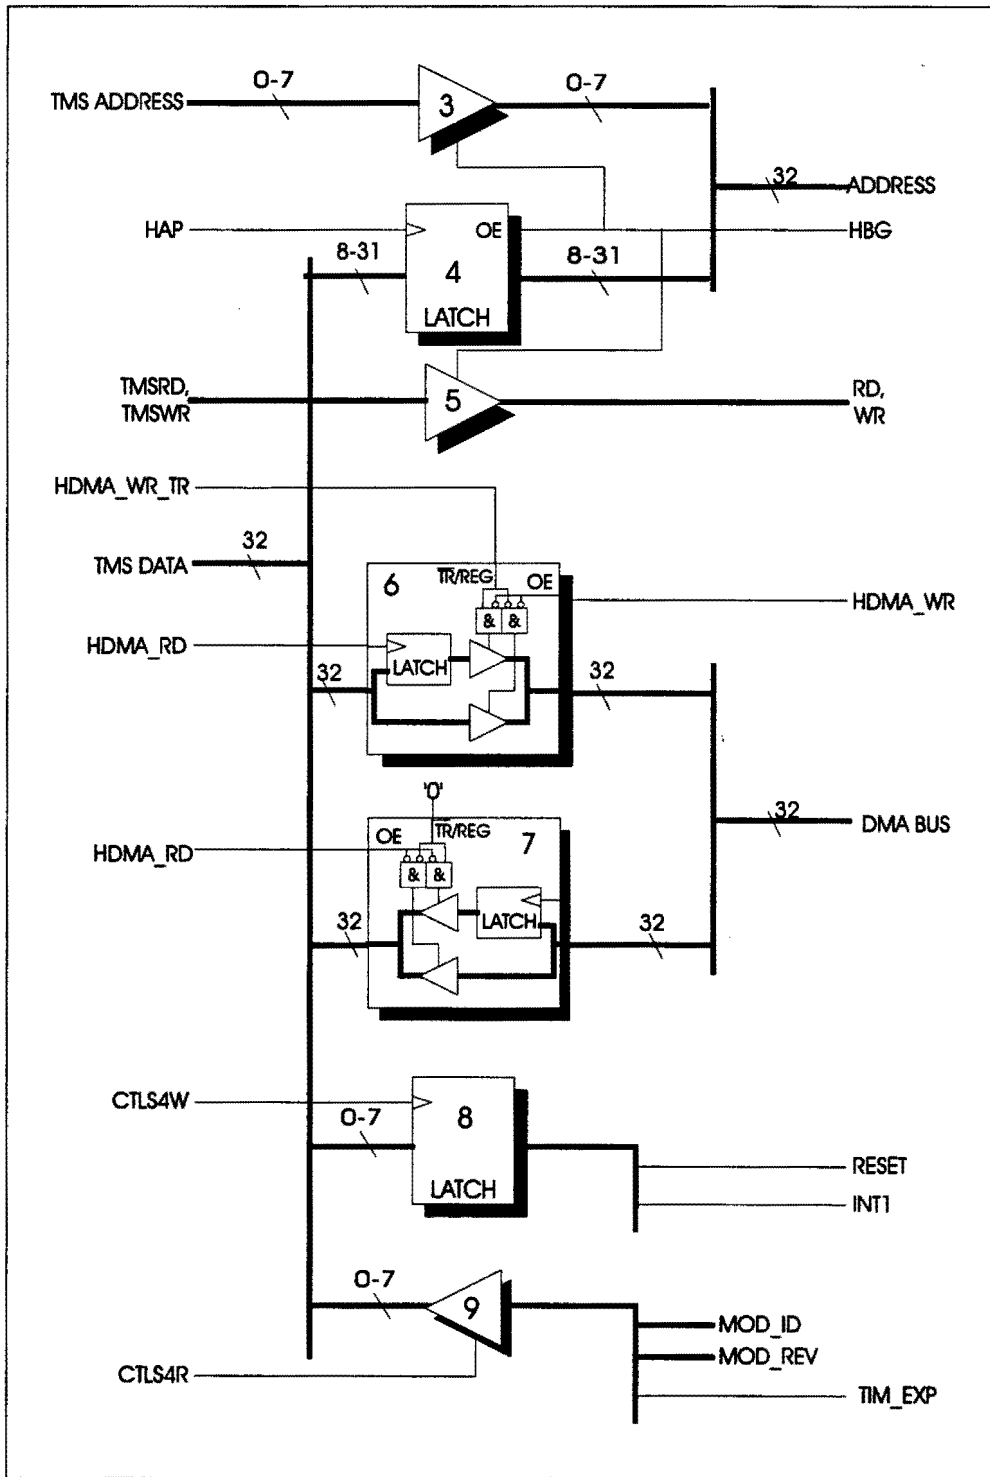 0-7 0-7
TMS ADDRESS 3
32
ADDRESS
HAP OE HBG
8-31 8-31
4
LATCH
TMSRD,
TMSWR
5
RD,
WR
HDMA_WR_TR
32
TMS DATA
6 TR/REG OE
HDMA_WR
& &
HDMA_RD
LATCH
32 32
'0'
32
DMA BUS
OE TR/REG 7
HDMA_RD
& &
LATCH
32 32
CTLS4W
0-7 8
LATCH
RESET
INT1
0-7
9
MOD_ID
MOD_REV
CTLS4R
TIM_EXP